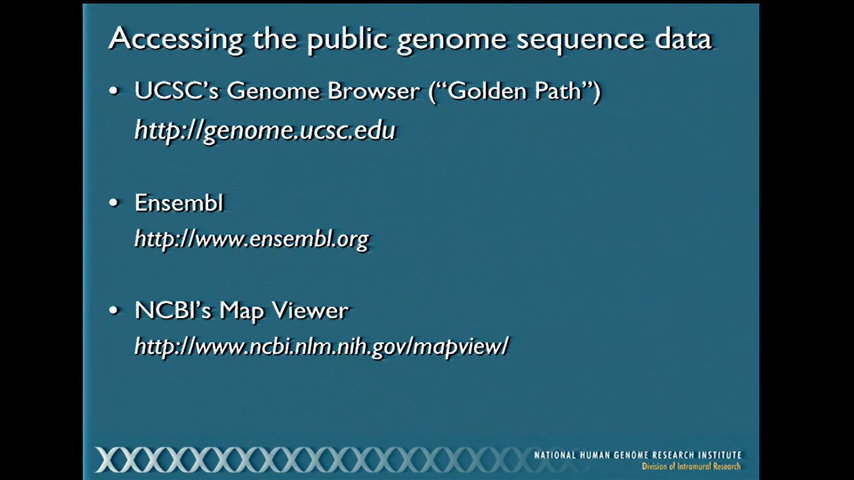 Accessing the public genome sequence data
• UCSC's Genome Browser (“Golden Path”)
http://genome.ucsc.edu
• Ensembl
http://www.ensembl.org
• NCBI's Map Viewer
http://www.ncbi.nlm.nih.gov/mapview/
NATIONAL HUMAN GENOME RESEARCH INSTITUTE
Division of Intramural Research